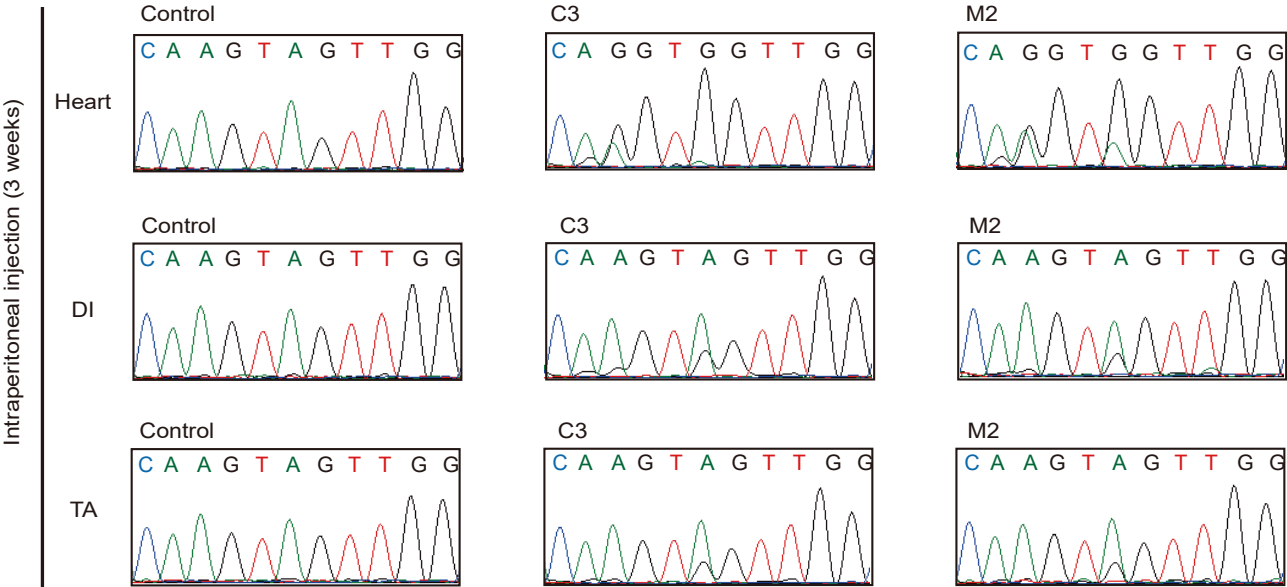 Intraperitoneal injection (3 weeks)
Control
C3
M2
Heart
C A A G T A G T T G G
C A G G T G G T T G G
C A G G T G G T T G G
Control
C3
M2
DI
C A A G T A G T T G G
C A A G T A G T T G G
C A A G T A G T T G G
Control
C3
M2
TA
C A A G T A G T T G G
C A A G T A G T T G G
C A A G T A G T T G G